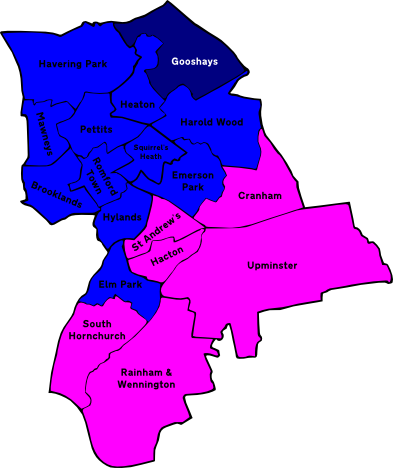 Havering Park
Gooshays
Heaton
Mawneys
Pettits
Harold Wood
Squirrel's
Heath
Romford
Town
Emerson
Park
Brooklands
Cranham
Hylands
St Andrew's
Hacton
Upminster
Elm Park
South
Hornchurch
Rainham &
Wennington